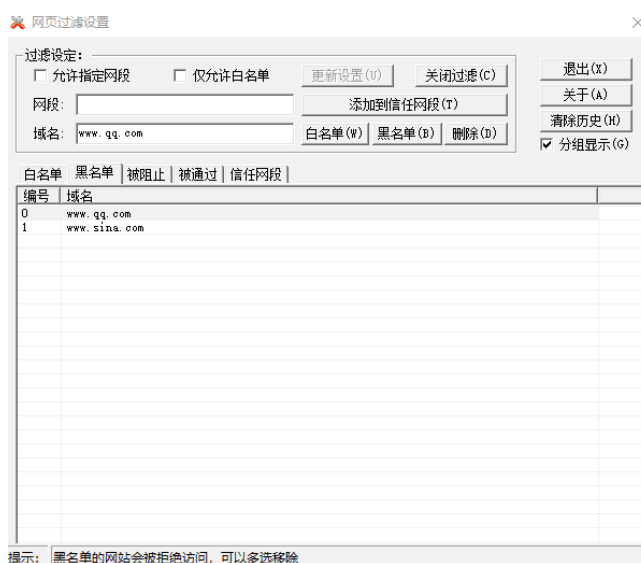 网页过滤设置
过滤设定:
允许指定网段 仅允许白名单 更新设置(U) 关闭过滤(C) 退出(X)
网段: 添加到信任网段(T) 关于(A)
域名: www.qq.com 白名单(W) 黑名单(B) 删除(D) 清除历史(H)
分组显示(G)
白名单 黑名单 被阻止 被通过 信任网段
编号 域名
0 www.qq.com
1 www.sina.com
提示: 黑名单的网站会被拒绝访问，可以多选移除